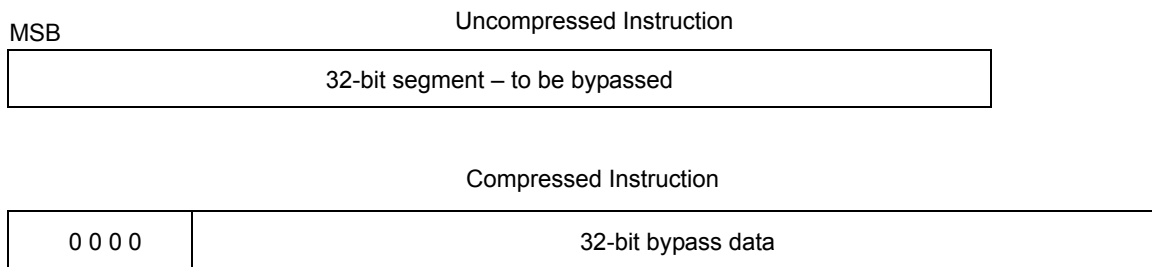 Uncompressed Instruction
MSB
32-bit segment – to be bypassed
Compressed Instruction
0 0 0 0
32-bit bypass data